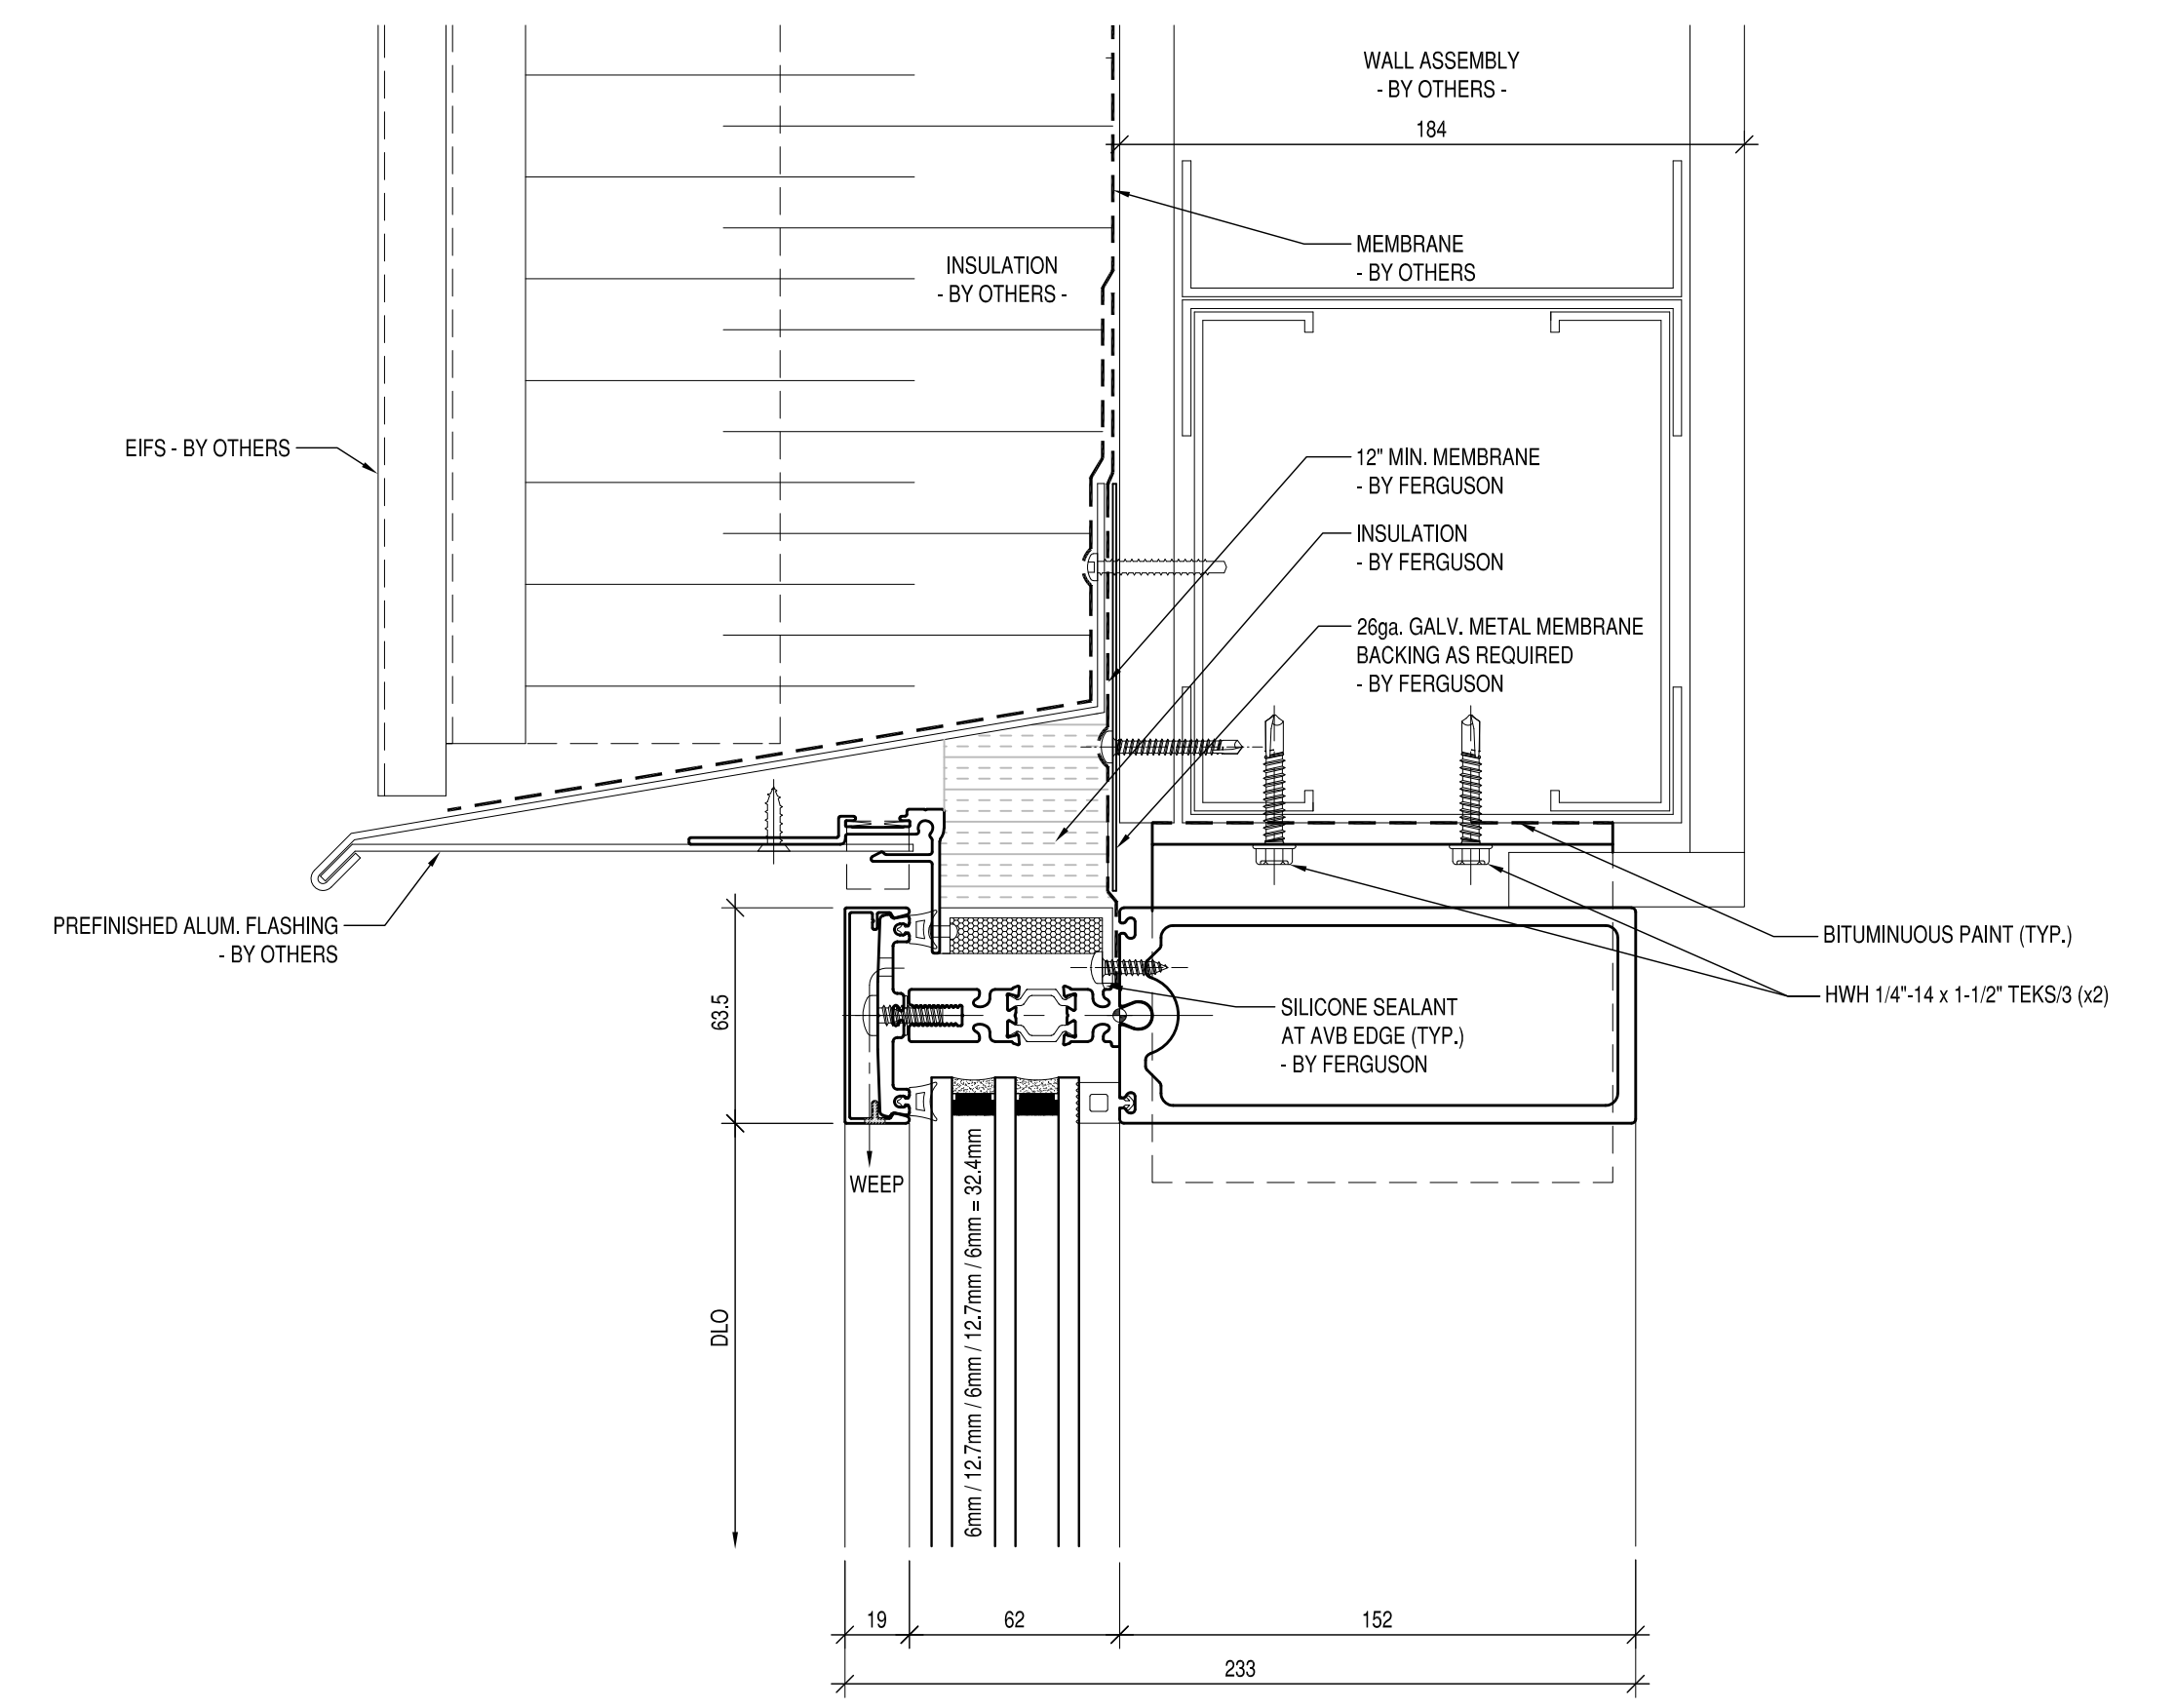 WALL ASSEMBLY
- BY OTHERS -
184
MEMBRANE
- BY OTHERS
INSULATION
- BY OTHERS -
EIFS - BY OTHERS
12" MIN. MEMBRANE
- BY FERGUSON
INSULATION
- BY FERGUSON
26ga. GALV. METAL MEMBRANE
BACKING AS REQUIRED
- BY FERGUSON
PREFINISHED ALUM. FLASHING
- BY OTHERS
BITUMINUOUS PAINT (TYP.)
HWH 1/4"-14 x 1-1/2" TEKS/3 (x2)
63.5
SILICONE SEALANT
AT AVB EDGE (TYP.)
- BY FERGUSON
WEEP
DLO
6mm / 12.7mm / 6mm / 12.7mm / 6mm = 32.4mm
19
62
152
233